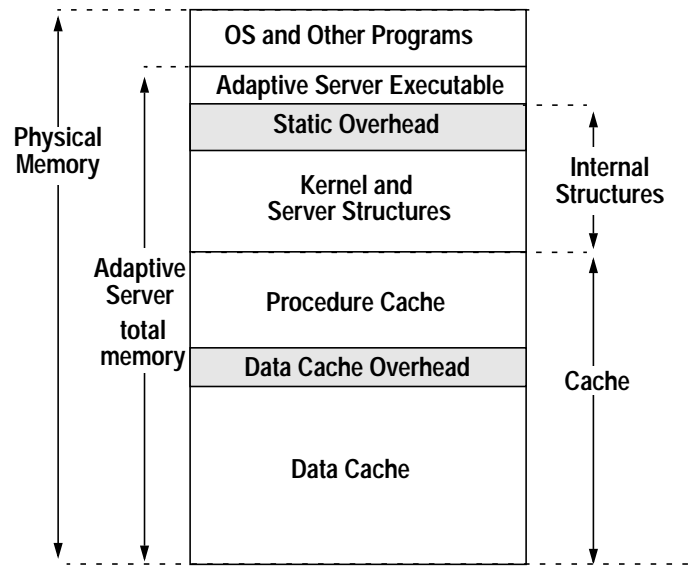 OS and Other Programs
Adaptive Server Executable
Static Overhead
Physical
Memory
Internal
Structures
Kernel and
Server Structures
Adaptive
Server
total
memory
Procedure Cache
Data Cache Overhead
Cache
Data Cache